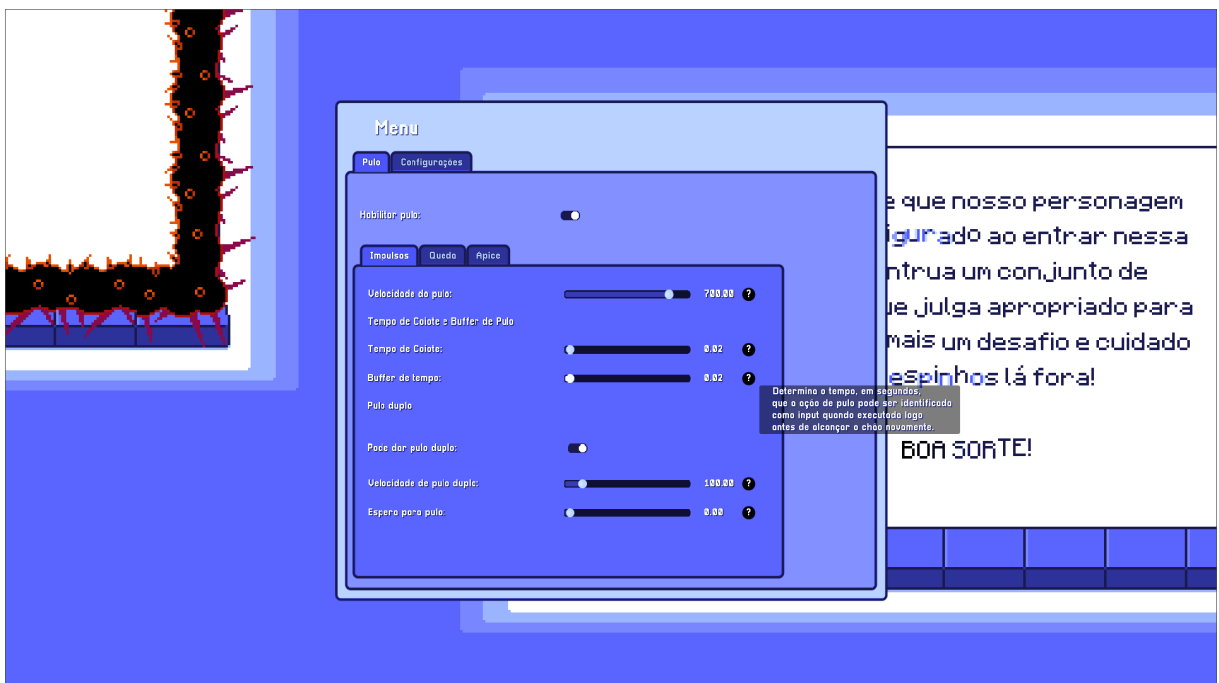 Menu
Pulo
Configurações
Habilitar pulo:
Impulsos
Queda
Apice
Velocidade do pulo:
700.00
?
Tempo de Coiote e Buffer de Pulo
Tempo de Coiote:
0.02
?
Buffer de tempo:
0.02
?
Determina o tempo, em segundos,
que a ação de pulo pode ser identificada
como input quando executada logo
antes de alcançar o chão novamente.
Pulo duplo
Pode dar pulo duplo:
Velocidade de pulo duplo:
100.00
?
Espera para pulo:
0.00
?
e que nosso personagem
igurado ao entrar nessa
ntrua um conjunto de
ue julga apropriado para
mais um desafio e cuidado
espinhos lá fora!
BOA SORTE!